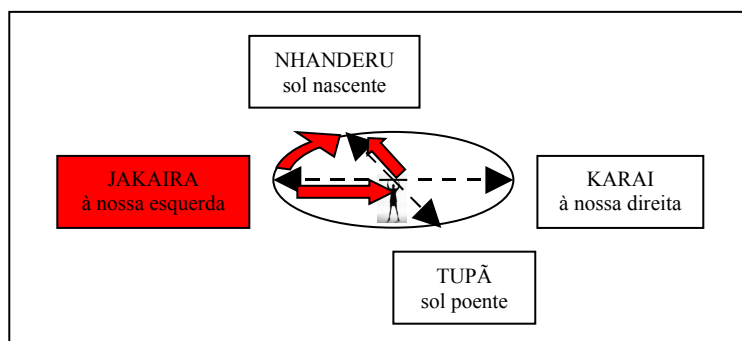 NHANDERU
sol nascente
JAKAIRA
à nossa esquerda
KARAI
à nossa direita
TUPÃ
sol poente